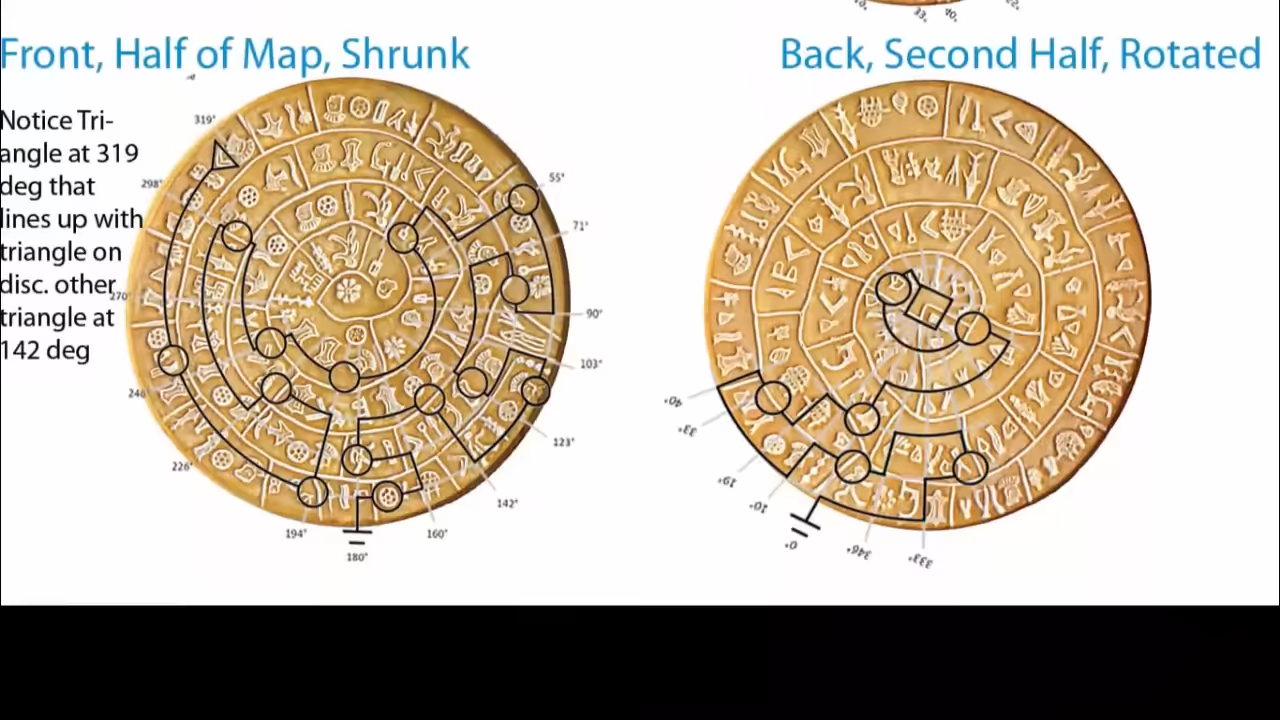 33°
40°
Front, Half of Map, Shrunk
Back, Second Half, Rotated
Notice Tri-
angle at 319
deg that
lines up with
triangle on
disc. other
triangle at
142 deg
319°
298°
270°
226°
194°
180°
160°
142°
123°
103°
90°
71°
55°
40°
33°
19°
10°
0°
346°
333°